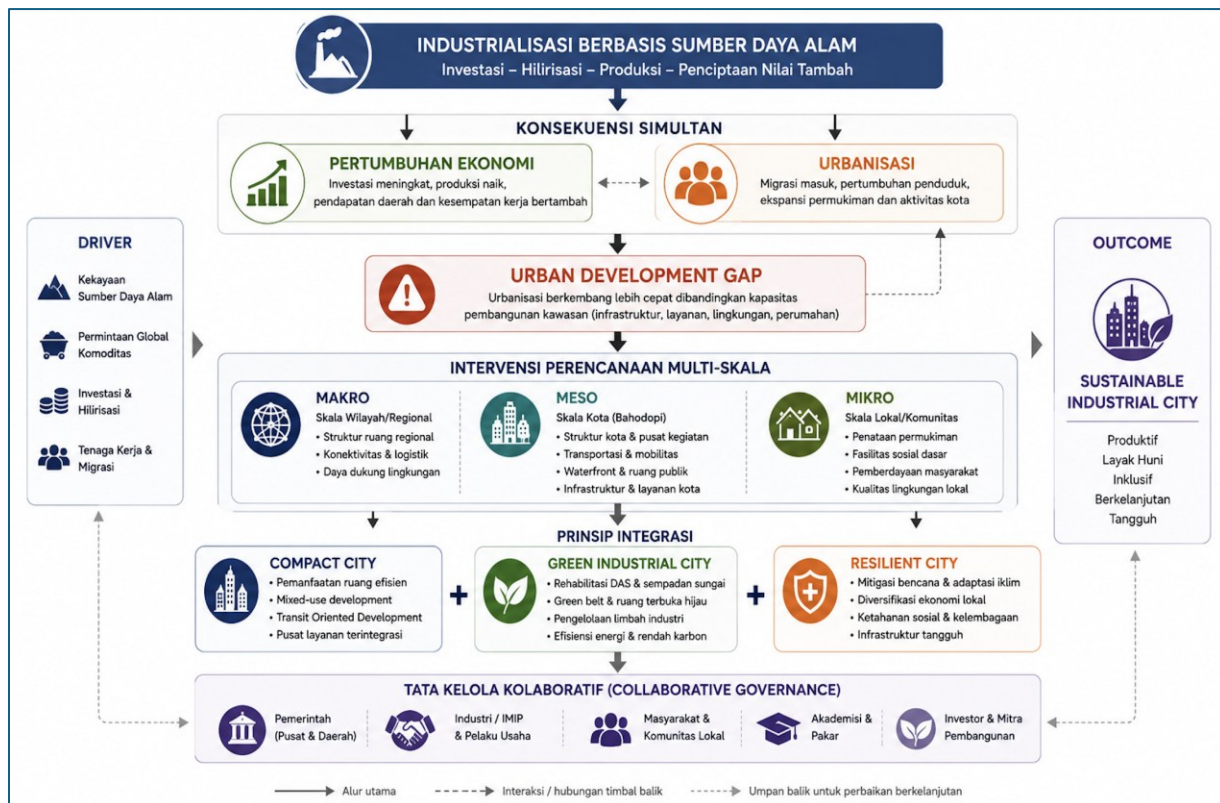 INDUSTRIALISASI BERBASIS SUMBER DAYA ALAM
Investasi – Hilirisasi – Produksi – Penciptaan Nilai Tambah
KONSEKUENSI SIMULTAN
PERTUMBUHAN EKONOMI
Investasi meningkat, produksi naik,
pendapatan daerah dan kesempatan kerja bertambah
URBANISASI
Migrasi masuk, pertumbuhan penduduk,
ekspansi permukiman dan aktivitas kota
DRIVER
Kekayaan
Sumber Daya Alam
Permintaan Global
Komoditas
Investasi &
Hilirisasi
Tenaga Kerja &
Migrasi
URBAN DEVELOPMENT GAP
Urbanisasi berkembang lebih cepat dibandingkan kapasitas
pembangunan kawasan (infrastruktur, layanan, lingkungan, perumahan)
INTERVENSI PERENCANAAN MULTI-SKALA
MAKRO
Skala Wilayah/Regional
• Struktur ruang regional
• Konektivitas & logistik
• Daya dukung lingkungan
MESO
Skala Kota (Bahodopi)
• Struktur kota & pusat kegiatan
• Transportasi & mobilitas
• Waterfront & ruang publik
• Infrastruktur & layanan kota
MIKRO
Skala Lokal/Komunitas
• Penataan permukiman
• Fasilitas sosial dasar
• Pemberdayaan masyarakat
• Kualitas lingkungan lokal
OUTCOME
SUSTAINABLE
INDUSTRIAL CITY
Produktif
Layak Huni
Inklusif
Berkelanjutan
Tangguh
PRINSIP INTEGRASI
COMPACT CITY
• Pemanfaatan ruang efisien
• Mixed-use development
• Transit Oriented Development
• Pusat layanan terintegrasi
+
GREEN INDUSTRIAL CITY
• Rehabilitasi DAS & sempadan sungai
• Green belt & ruang terbuka hijau
• Pengelolaan limbah industri
• Efisiensi energi & rendah karbon
+
RESILIENT CITY
• Mitigasi bencana & adaptasi iklim
• Diversifikasi ekonomi lokal
• Ketahanan sosial & kelembagaan
• Infrastruktur tangguh
TATA KELOLA KOLABORATIF (COLLABORATIVE GOVERNANCE)
Pemerintah
(Pusat & Daerah)
Industri / IMIP
& Pelaku Usaha
Masyarakat &
Komunitas Lokal
Akademisi &
Pakar
Investor & Mitra
Pembangunan
Alur utama
Interaksi / hubungan timbal balik
Umpan balik untuk perbaikan berkelanjutan